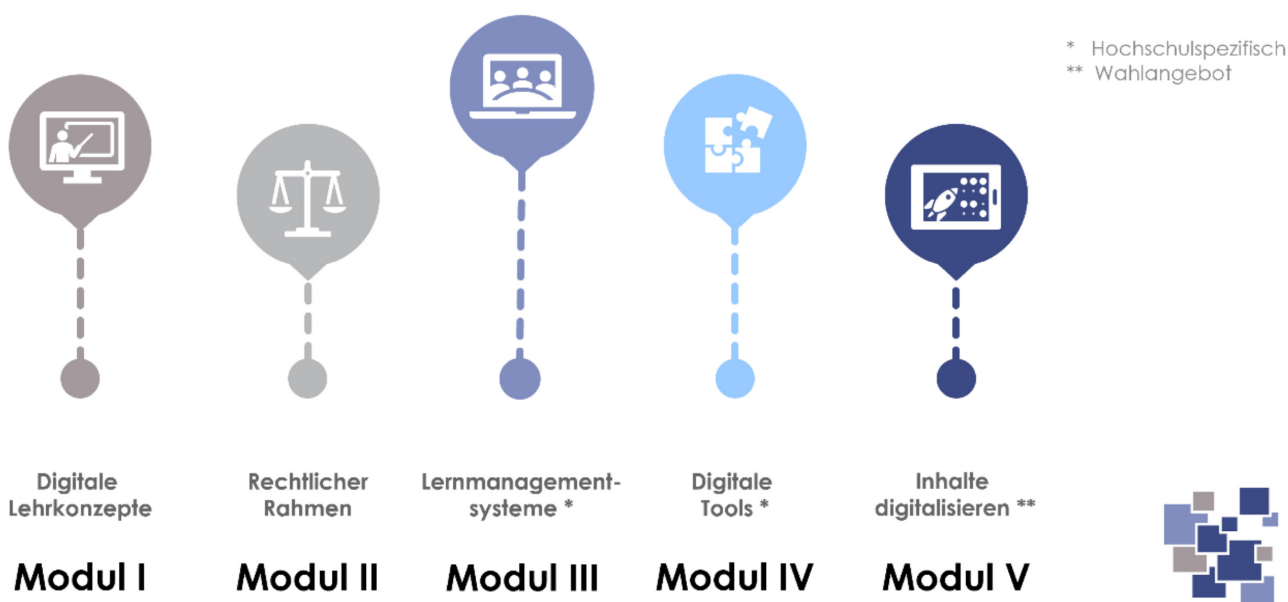 * Hochschulspezifisch
** Wahlangebot
Digitale
Lehrkonzepte
Modul I
Rechtlicher
Rahmen
Modul II
Lernmanagement-
systeme *
Modul III
Digitale
Tools *
Modul IV
Inhalte
digitalisieren **
Modul V